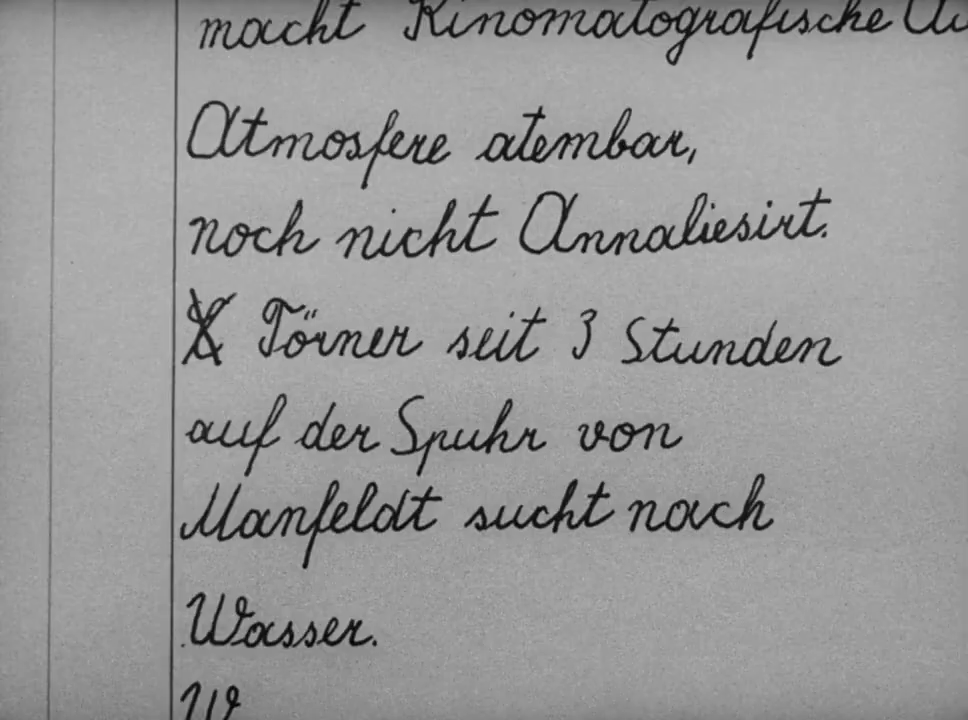 macht Kinomatografische
Atmosfere atembar,
noch nicht Annaliesirt.
Törner seit 3 Stunden
auf der Spuhr von
Manfeldt sucht nach
Wasser.